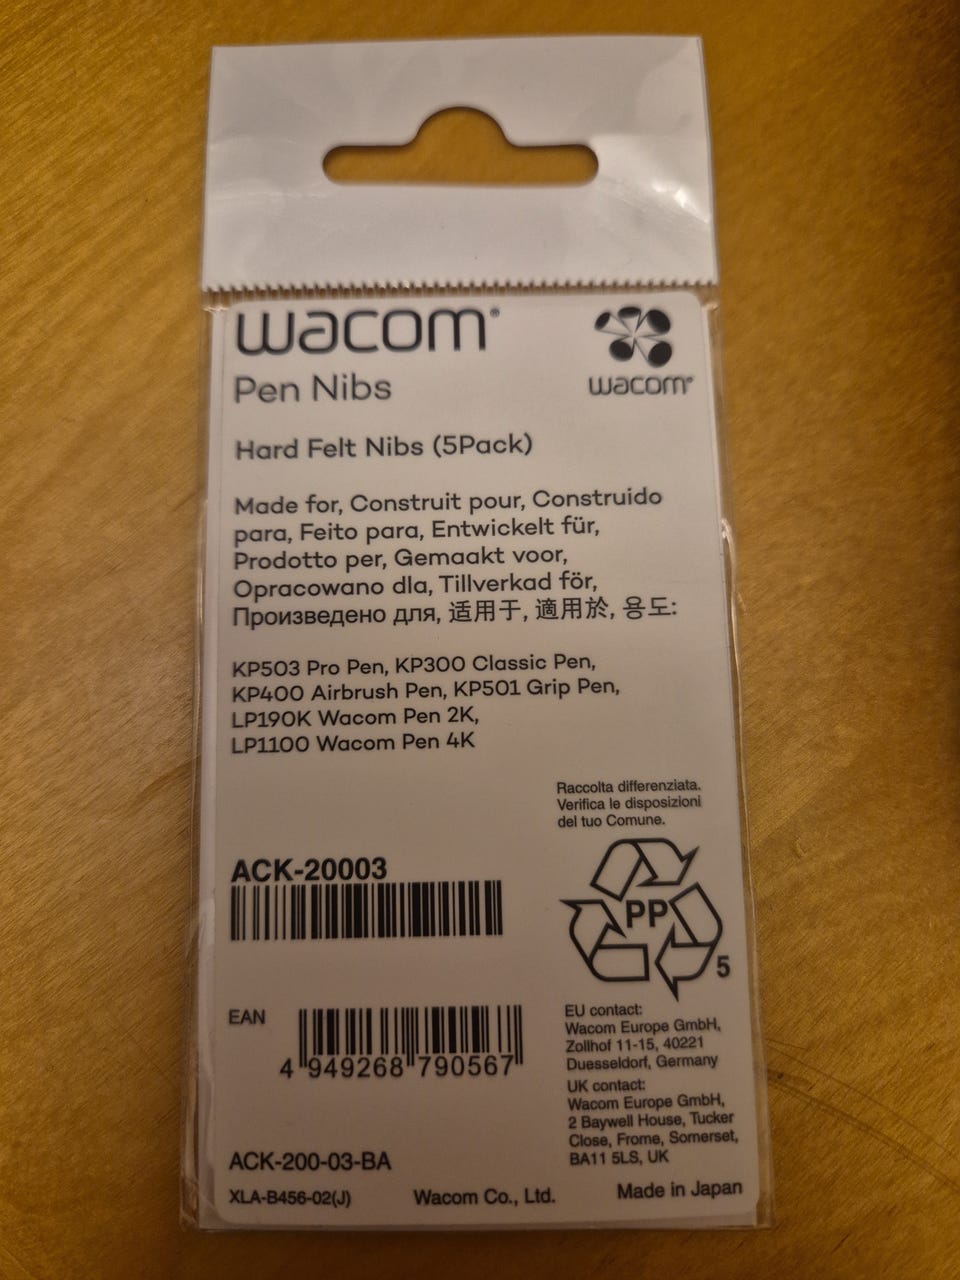 wacom®
wacom®
Pen Nibs
Hard Felt Nibs (5Pack)
Made for, Construit pour, Construido
para, Feito para, Entwickelt für,
Prodotto per, Gemaakt voor,
Opracowano dla, Tillverkad för,
Произведено для, 适用于, 適用於, 용도:
KP503 Pro Pen, KP300 Classic Pen,
KP400 Airbrush Pen, KP501 Grip Pen,
LP190K Wacom Pen 2K,
LP1100 Wacom Pen 4K
Raccolta differenziata.
Verifica le disposizioni
del tuo Comune.
ACK-20003
PP
5
EAN
4 949268 790567
EU contact:
Wacom Europe GmbH,
Zollhof 11-15, 40221
Duesseldorf, Germany
UK contact:
Wacom Europe GmbH,
2 Baywell House, Tucker
Close, Frome, Somerset,
BA11 5LS, UK
ACK-200-03-BA
XLA-B456-02(J)
Wacom Co., Ltd.
Made in Japan